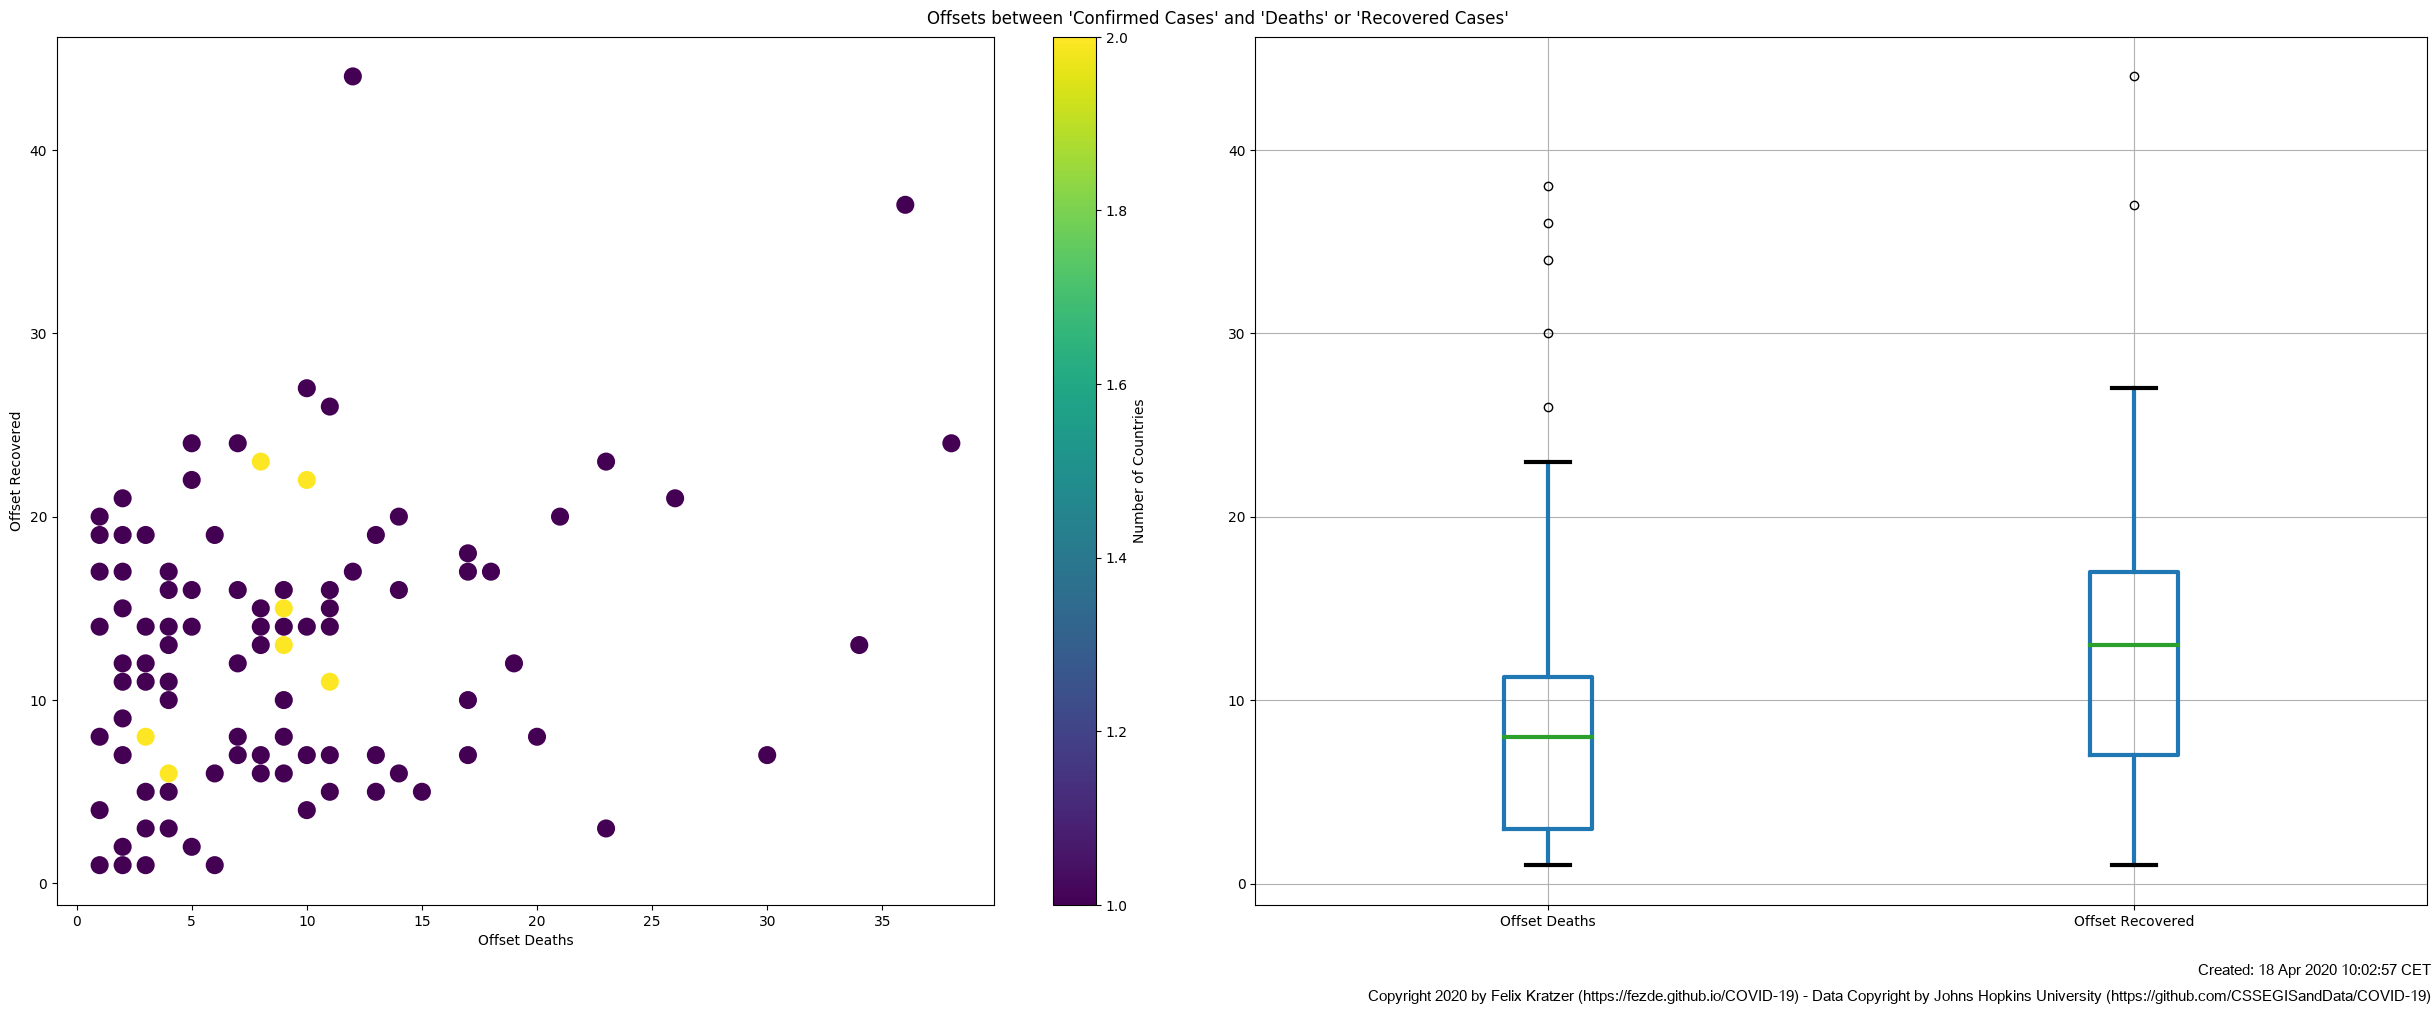 Offsets between 'Confirmed Cases' and 'Deaths' or 'Recovered Cases'
40
30
20
10
0
Offset Recovered
0 5 10 15 20 25 30 35
Offset Deaths
2.0
1.8
1.6
1.4
1.2
1.0
Number of Countries
40
30
20
10
0
Offset Deaths Offset Recovered
Created: 18 Apr 2020 10:02:57 CET
Copyright 2020 by Felix Kratzer (https://fezde.github.io/COVID-19) - Data Copyright by Johns Hopkins University (https://github.com/CSSEGISandData/COVID-19)